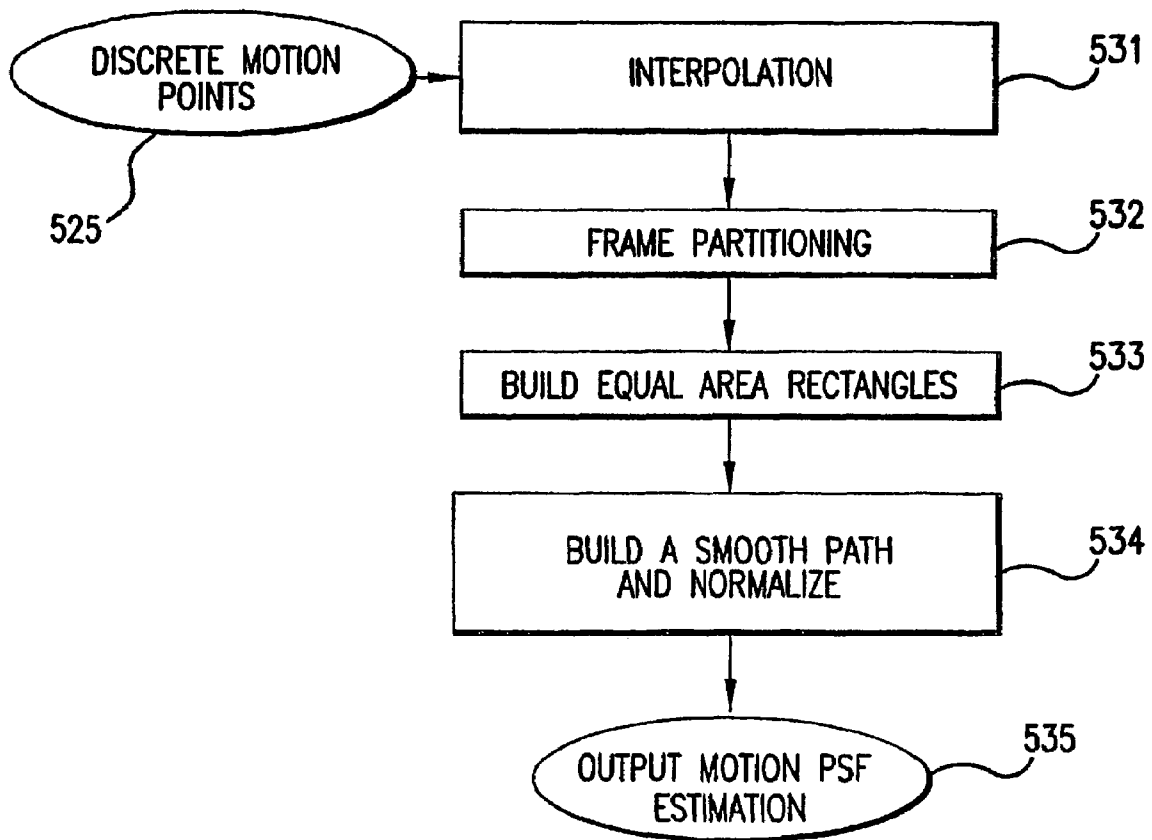 DISCRETE MOTION
POINTS
525
INTERPOLATION
531
FRAME PARTITIONING
532
BUILD EQUAL AREA RECTANGLES
533
BUILD A SMOOTH PATH
AND NORMALIZE
534
OUTPUT MOTION PSF
ESTIMATION
535